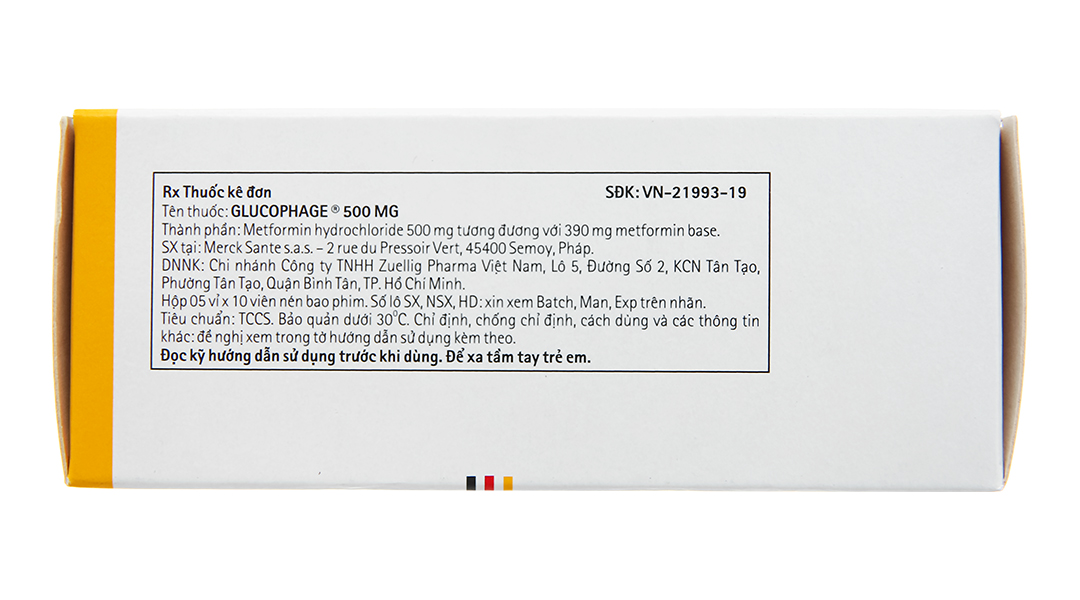 Rx Thuốc kê đơn SĐK: VN-21993-19
Tên thuốc: GLUCOPHAGE ® 500 MG
Thành phần: Metformin hydrochloride 500 mg tương đương với 390 mg metformin base.
SX tại: Merck Sante s.a.s. – 2 rue du Pressoir Vert, 45400 Semoy, Pháp.
DNNK: Chi nhánh Công ty TNHH Zuellig Pharma Việt Nam, Lô 5, Đường Số 2, KCN Tân Tạo,
Phường Tân Tạo, Quận Bình Tân, TP. Hồ Chí Minh.
Hộp 05 vỉ x 10 viên nén bao phim. Số lô SX, NSX, HD: xin xem Batch, Man, Exp trên nhãn.
Tiêu chuẩn: TCCS. Bảo quản dưới 30⁰C. Chỉ định, chống chỉ định, cách dùng và các thông tin
khác: đề nghị xem trong tờ hướng dẫn sử dụng kèm theo.
Đọc kỹ hướng dẫn sử dụng trước khi dùng. Để xa tầm tay trẻ em.